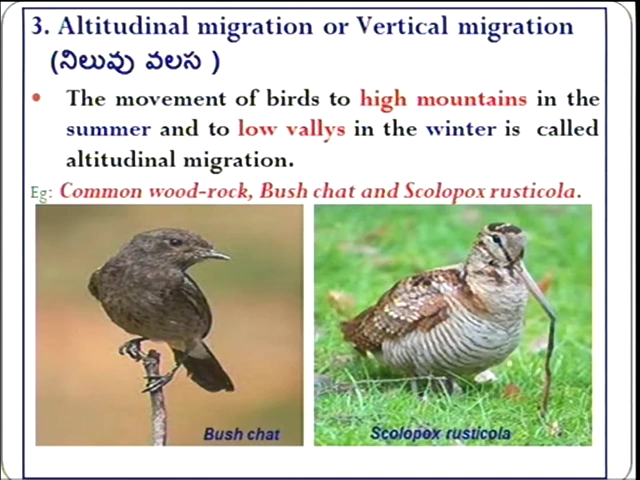 3. Altitudinal migration or Vertical migration
(నిలువు వలస )
• The movement of birds to high mountains in the
summer and to low vallys in the winter is called
altitudinal migration.
Eg: Common wood-rock, Bush chat and Scolopox rusticola.
Bush chat
Scolopox rusticola